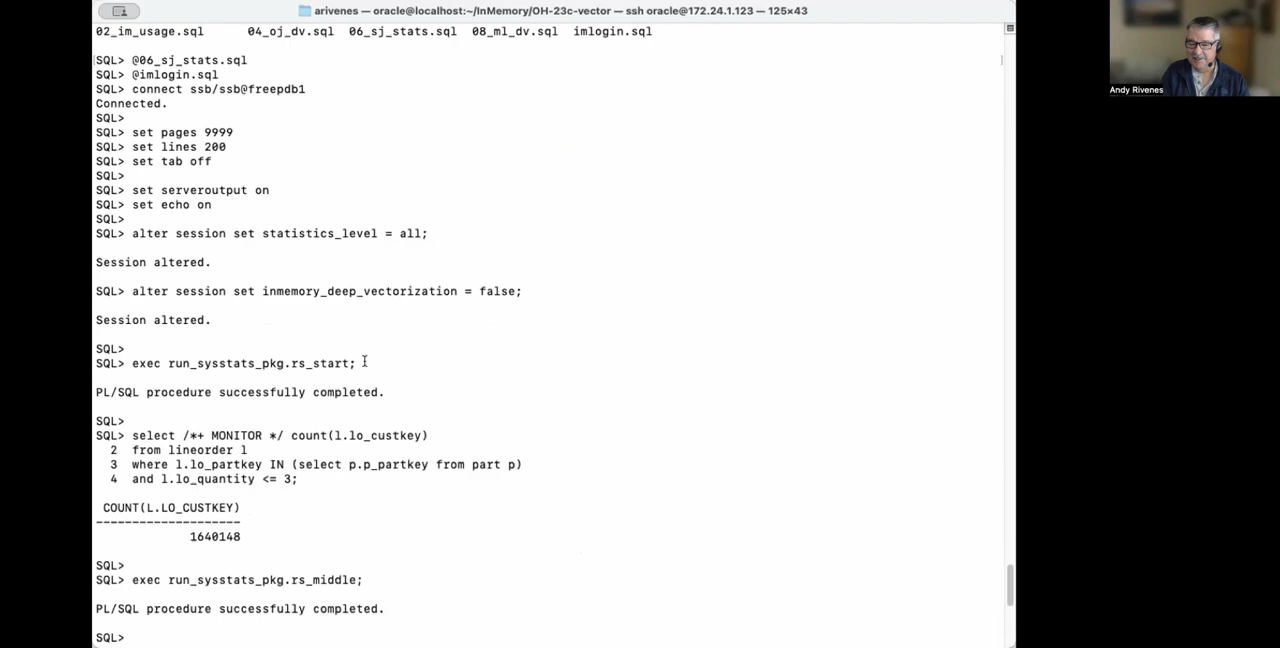 arivenes — oracle@localhost:~/InMemory/OH-23c-vector — ssh oracle@172.24.1.123 — 125×43
02_im_usage.sql 04_oj_dv.sql 06_sj_stats.sql 08_ml_dv.sql imlogin.sql
SQL> @06_sj_stats.sql
SQL> @imlogin.sql
SQL> connect ssb/ssb@freepdb1
Connected.
SQL>
SQL> set pages 9999
SQL> set lines 200
SQL> set tab off
SQL>
SQL> set serveroutput on
SQL> set echo on
SQL>
SQL> alter session set statistics_level = all;
Session altered.
SQL> alter session set inmemory_deep_vectorization = false;
Session altered.
SQL>
SQL> exec run_sysstats_pkg.rs_start;
PL/SQL procedure successfully completed.
SQL>
SQL> select /*+ MONITOR */ count(l.lo_custkey)
2 from lineorder l
3 where l.lo_partkey IN (select p.p_partkey from part p)
4 and l.lo_quantity <= 3;
COUNT(L.LO_CUSTKEY)
--------------------
1640148
SQL>
SQL> exec run_sysstats_pkg.rs_middle;
PL/SQL procedure successfully completed.
SQL>
Andy Rivenes